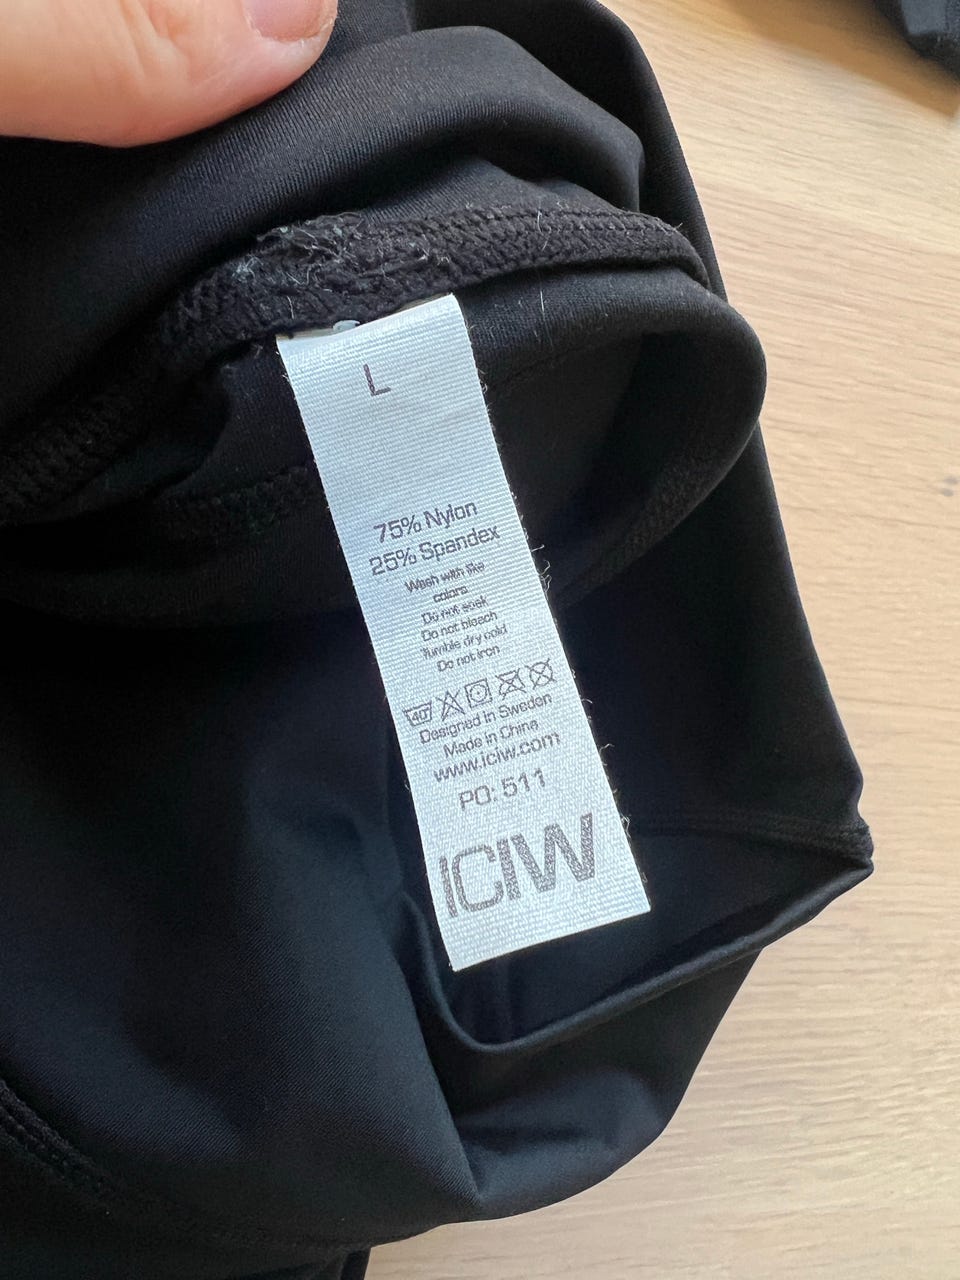 L
75% Nylon
25% Spandex
Wash with like
colors
Do not soak
Do not bleach
Tumble dry cold
Do not iron
40
Designed in Sweden
Made in China
www.iciw.com
PO: 511
ICIW